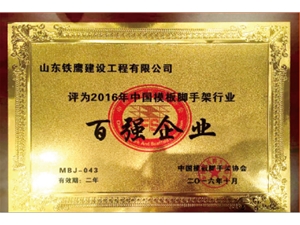 山东铁鹰建设工程有限公司
评为2016年中国模板脚手架行业
百强企业
MBJ-043
有效期：二年
中国模板脚手架协会
二〇一六年十月